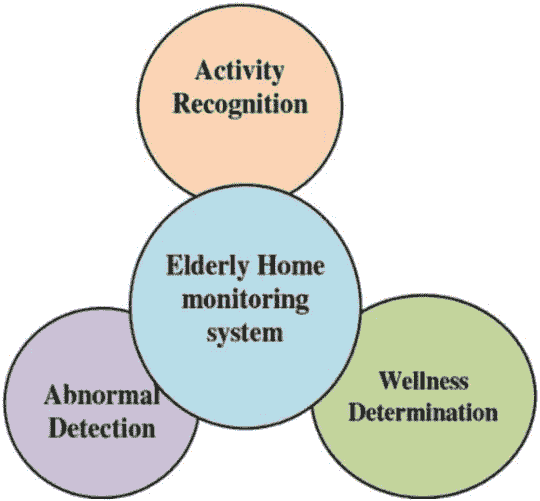 Activity
Recognition
Elderly Home
monitoring
system
Abnormal
Detection
Wellness
Determination